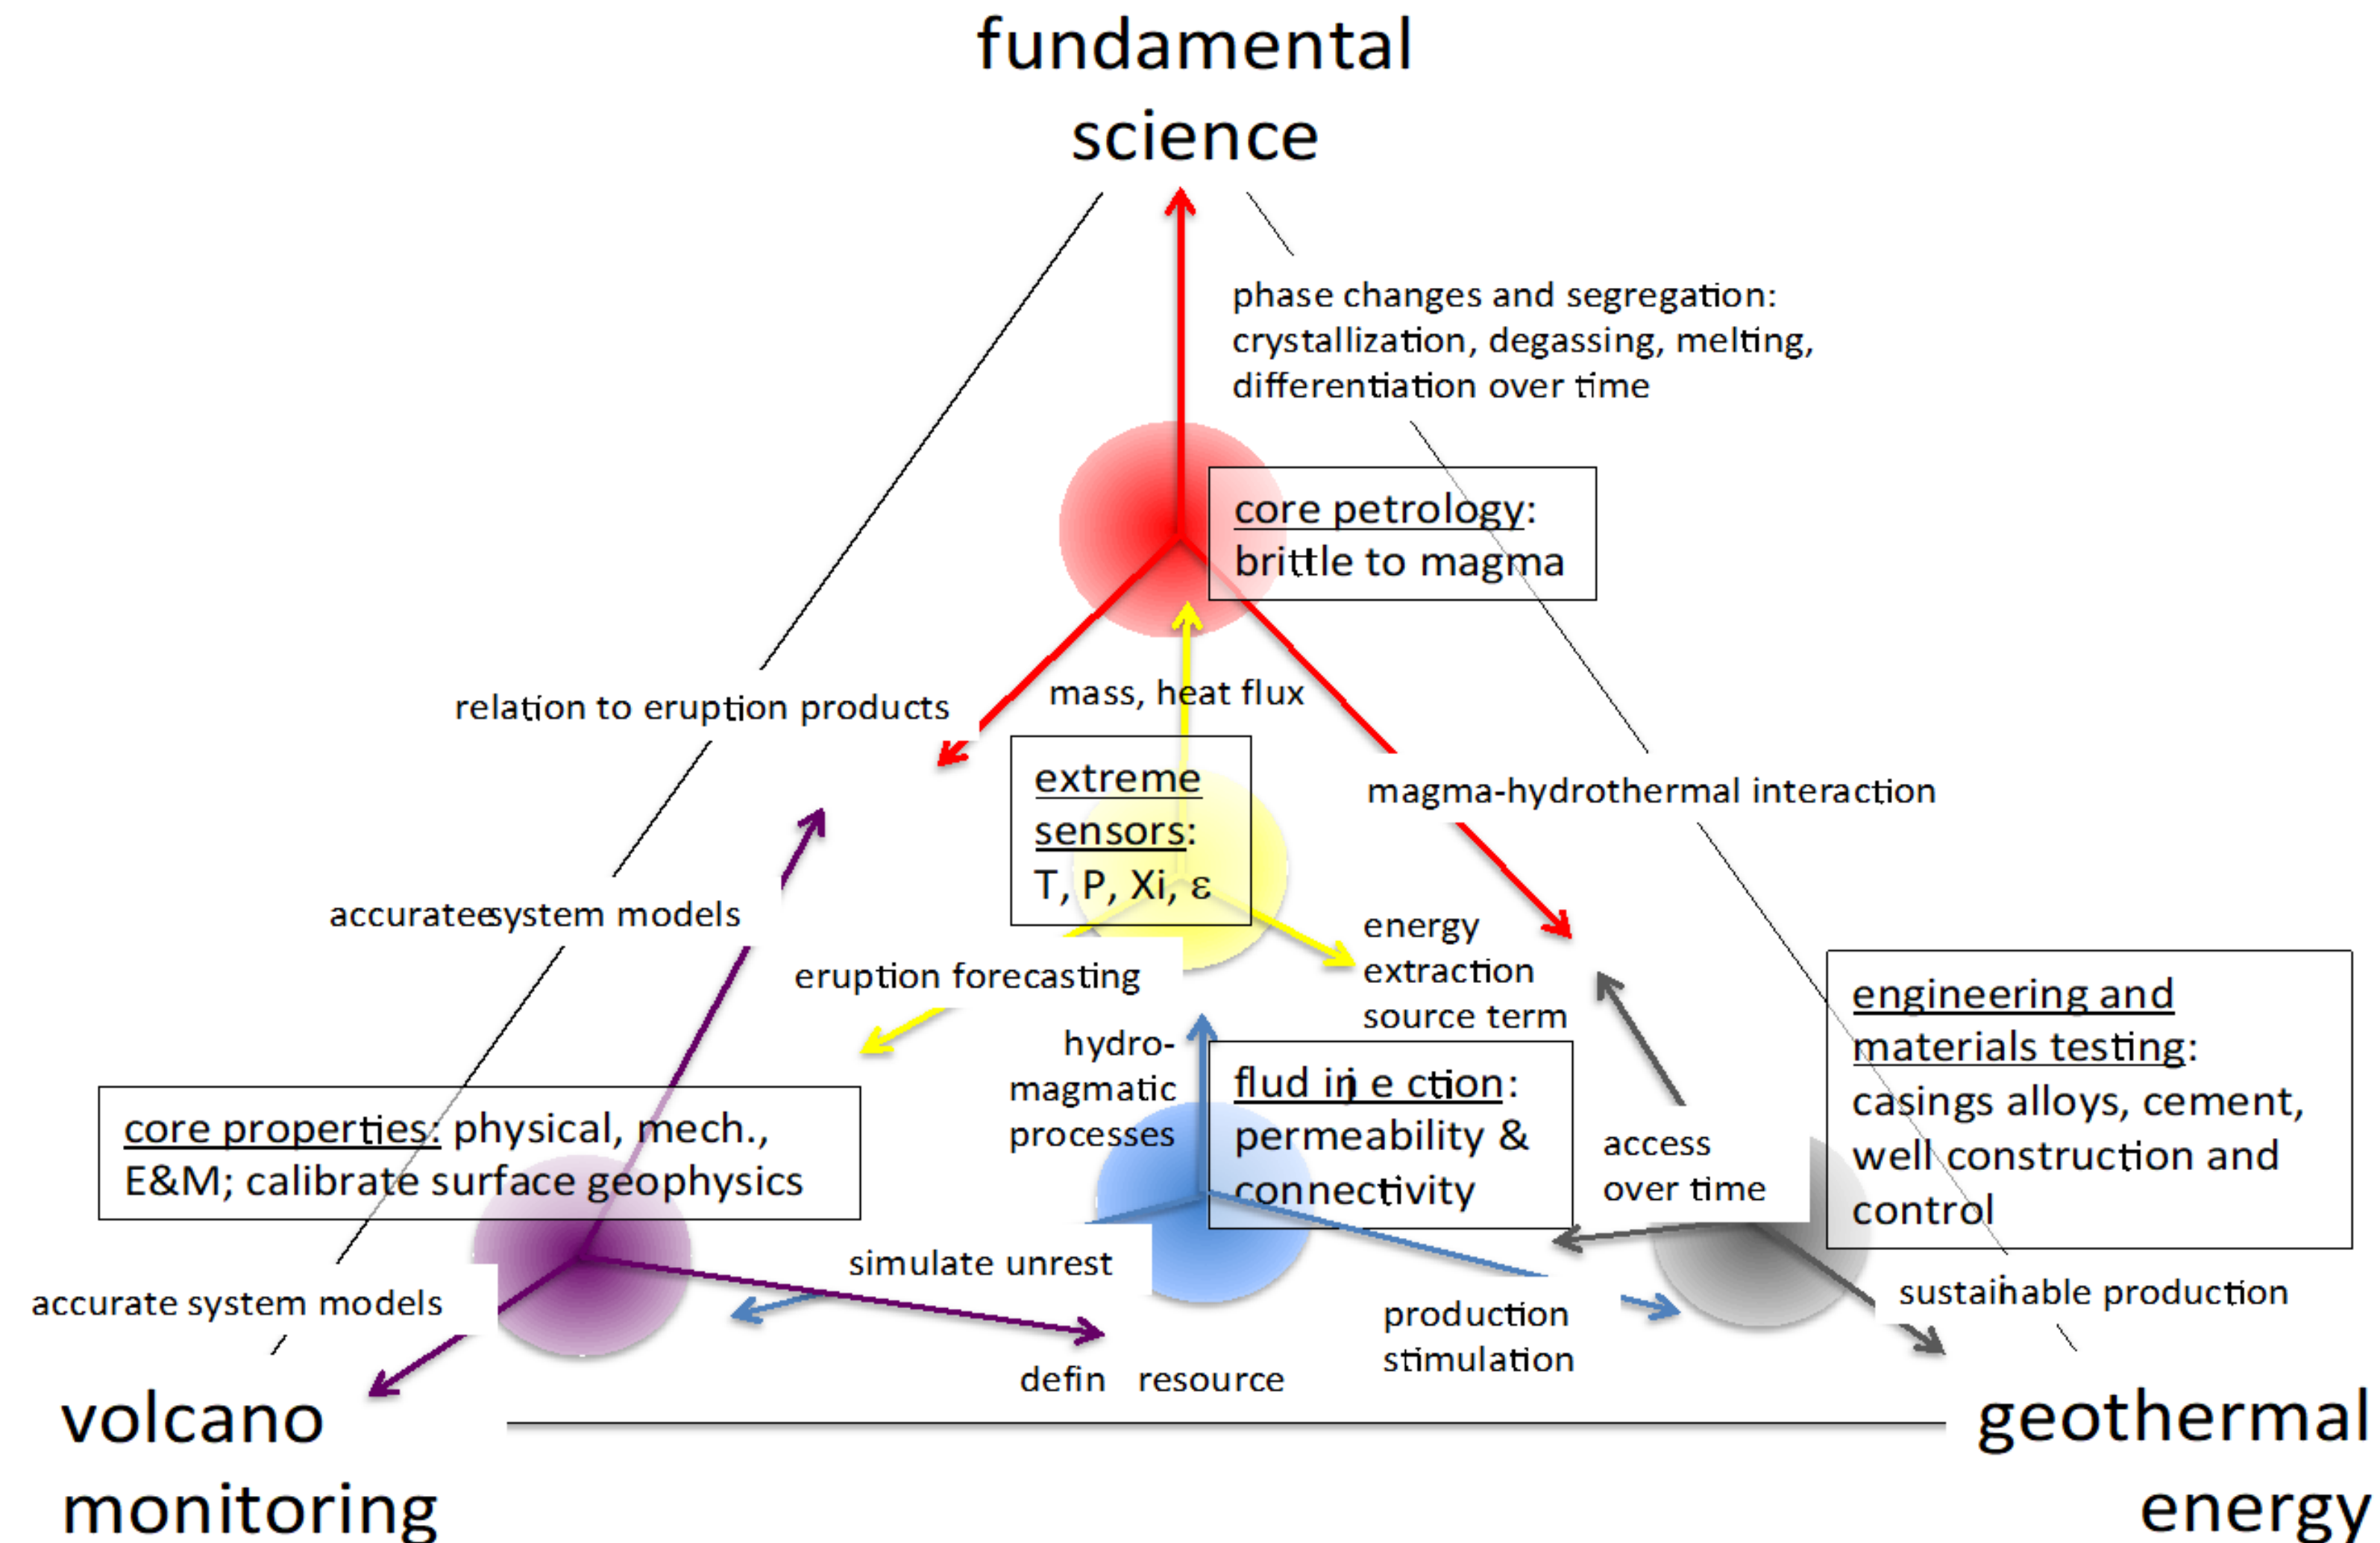 fundamental
science
phase changes and segregation:
crystallization, degassing, melting,
differentiation over time
core petrology:
brittle to magma
relation to eruption products
mass, heat flux
extreme
sensors:
T, P, Xi, ε
magma-hydrothermal interaction
accurateesystem models
eruption forecasting
energy
extraction
source term
hydro-
magmatic
processes
flud inj e ction:
permeability &
connectivity
engineering and
materials testing:
casings alloys, cement,
well construction and
control
core properties: physical, mech.,
E&M; calibrate surface geophysics
access
over time
simulate unrest
accurate system models
sustainable production
production
stimulation
defin resource
volcano
monitoring
geothermal
energy